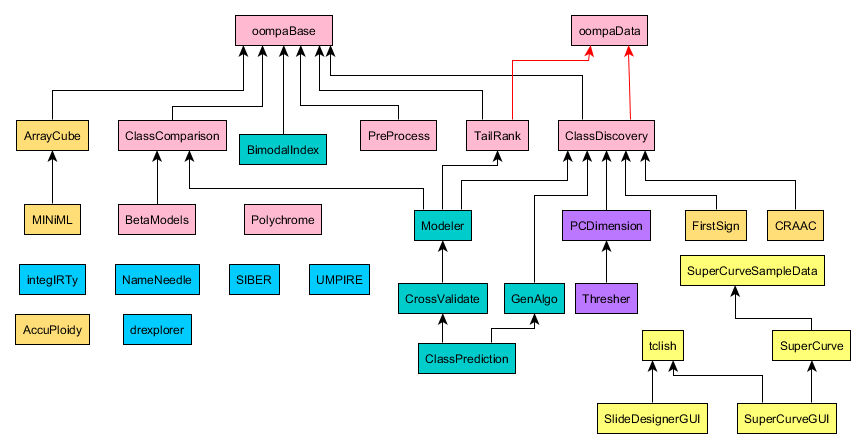 oompaBase
oompaData
ArrayCube
ClassComparison
BimodalIndex
PreProcess
TailRank
ClassDiscovery
MINiML
BetaModels
Polychrome
Modeler
PCDimension
FirstSign
CRAAC
integIRTy
NameNeedle
SIBER
UMPIRE
SuperCurveSampleData
CrossValidate
GenAlgo
Thresher
AccuPloidy
drexplorer
ClassPrediction
tclish
SuperCurve
SlideDesignerGUI
SuperCurveGUI